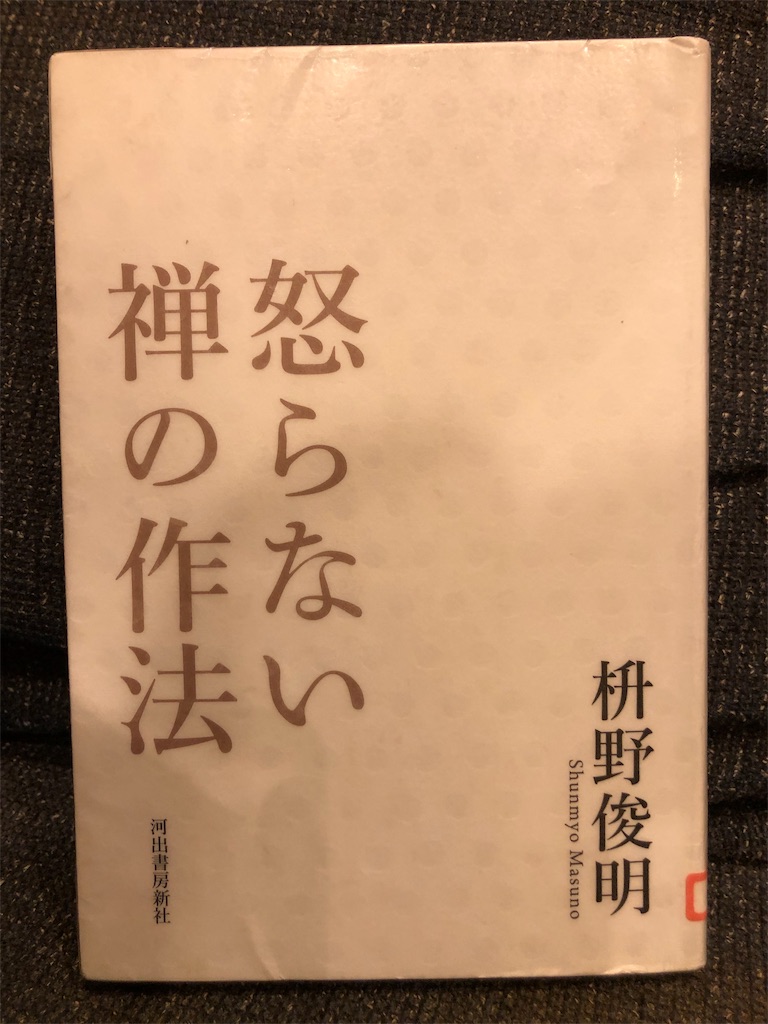 怒らない
禅の作法
枡野俊明
Shunmyo Masuno
河出書房新社